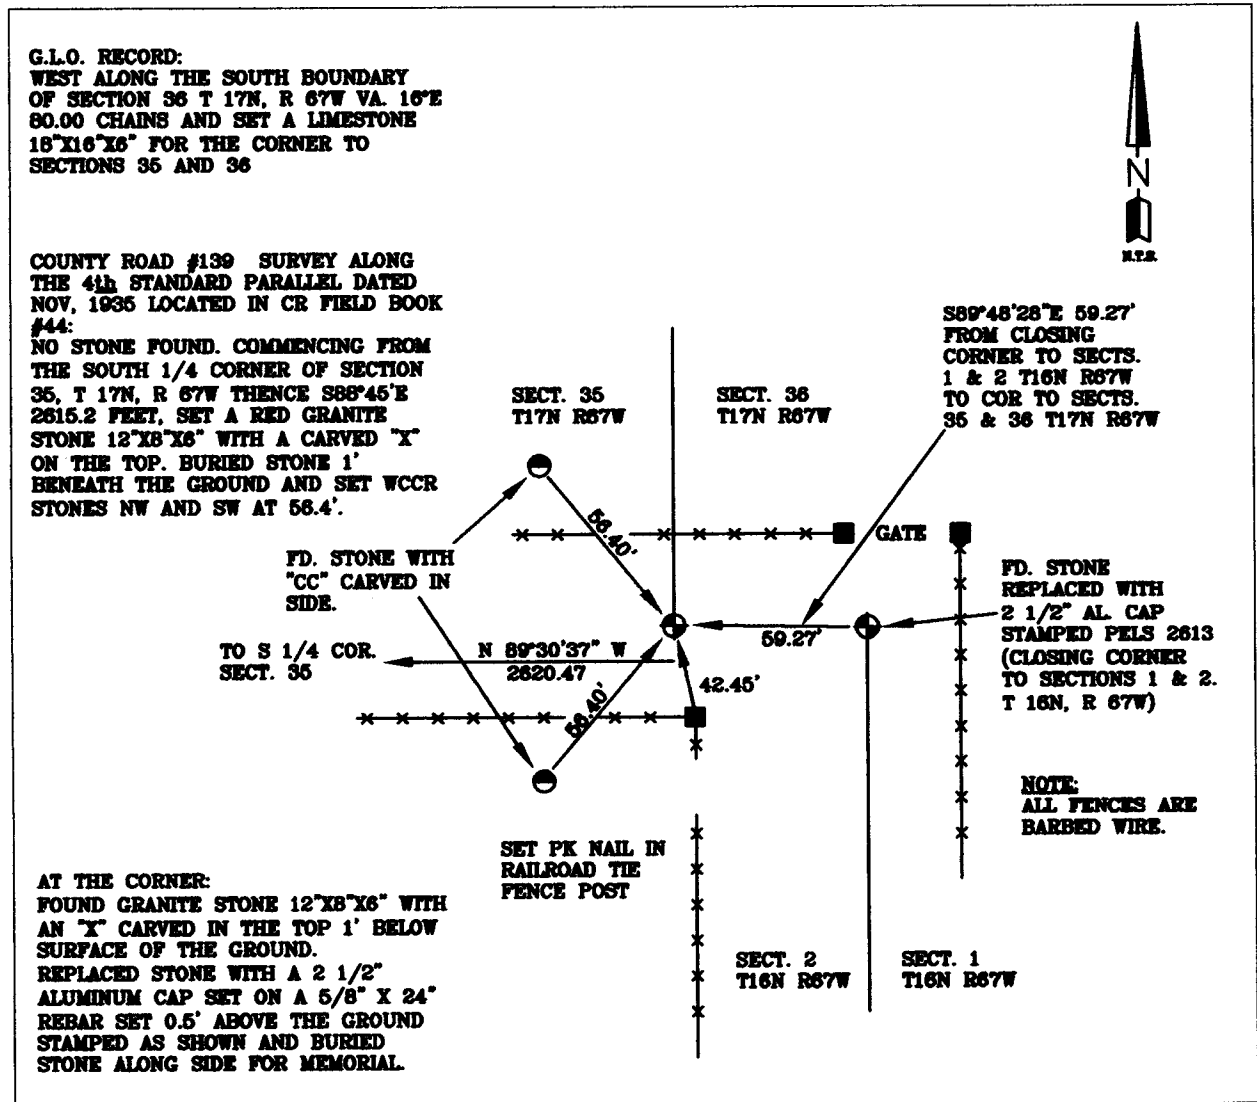 G.L.O. RECORD:
WEST ALONG THE SOUTH BOUNDARY
OF SECTION 36 T 17N, R 67W VA. 16°E
80.00 CHAINS AND SET A LIMESTONE
18"X16"X6" FOR THE CORNER TO
SECTIONS 35 AND 36
N
N.T.S.
COUNTY ROAD #139 SURVEY ALONG
THE 4th STANDARD PARALLEL DATED
NOV, 1935 LOCATED IN CR FIELD BOOK
#44:
NO STONE FOUND. COMMENCING FROM
THE SOUTH 1/4 CORNER OF SECTION
35, T 17N, R 67W THENCE S88°45'E
2615.2 FEET, SET A RED GRANITE
STONE 12"X8"X6" WITH A CARVED "X"
ON THE TOP. BURIED STONE 1'
BENEATH THE GROUND AND SET WCCR
STONES NW AND SW AT 56.4'.
S89°48'28"E 59.27'
FROM CLOSING
CORNER TO SECTS.
1 & 2 T16N R67W
TO COR TO SECTS.
35 & 36 T17N R67W
SECT. 35
T17N R67W
SECT. 36
T17N R67W
56.40'
GATE
FD. STONE WITH
"CC" CARVED IN
SIDE.
FD. STONE
REPLACED WITH
2 1/2" AL. CAP
STAMPED PELS 2613
(CLOSING CORNER
TO SECTIONS 1 & 2.
T 16N, R 67W)
59.27'
TO S 1/4 COR.
SECT. 35
N 89°30'37" W
2620.47
42.45'
56.40'
NOTE:
ALL FENCES ARE
BARBED WIRE.
SET PK NAIL IN
RAILROAD TIE
FENCE POST
AT THE CORNER:
FOUND GRANITE STONE 12"X8"X6" WITH
AN "X" CARVED IN THE TOP 1' BELOW
SURFACE OF THE GROUND.
REPLACED STONE WITH A 2 1/2"
ALUMINUM CAP SET ON A 5/8" X 24"
REBAR SET 0.5' ABOVE THE GROUND
STAMPED AS SHOWN AND BURIED
STONE ALONG SIDE FOR MEMORIAL.
SECT. 2
T16N R67W
SECT. 1
T16N R67W